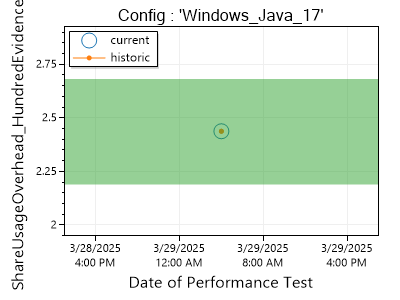 Config : 'Windows_Java_17'
ShareUsageOverhead_HundredEvidence
current
historic
2.75
2.5
2.25
2
3/28/2025 3/29/2025 3/29/2025 3/29/2025
4:00 PM 12:00 AM 8:00 AM 4:00 PM
Date of Performance Test